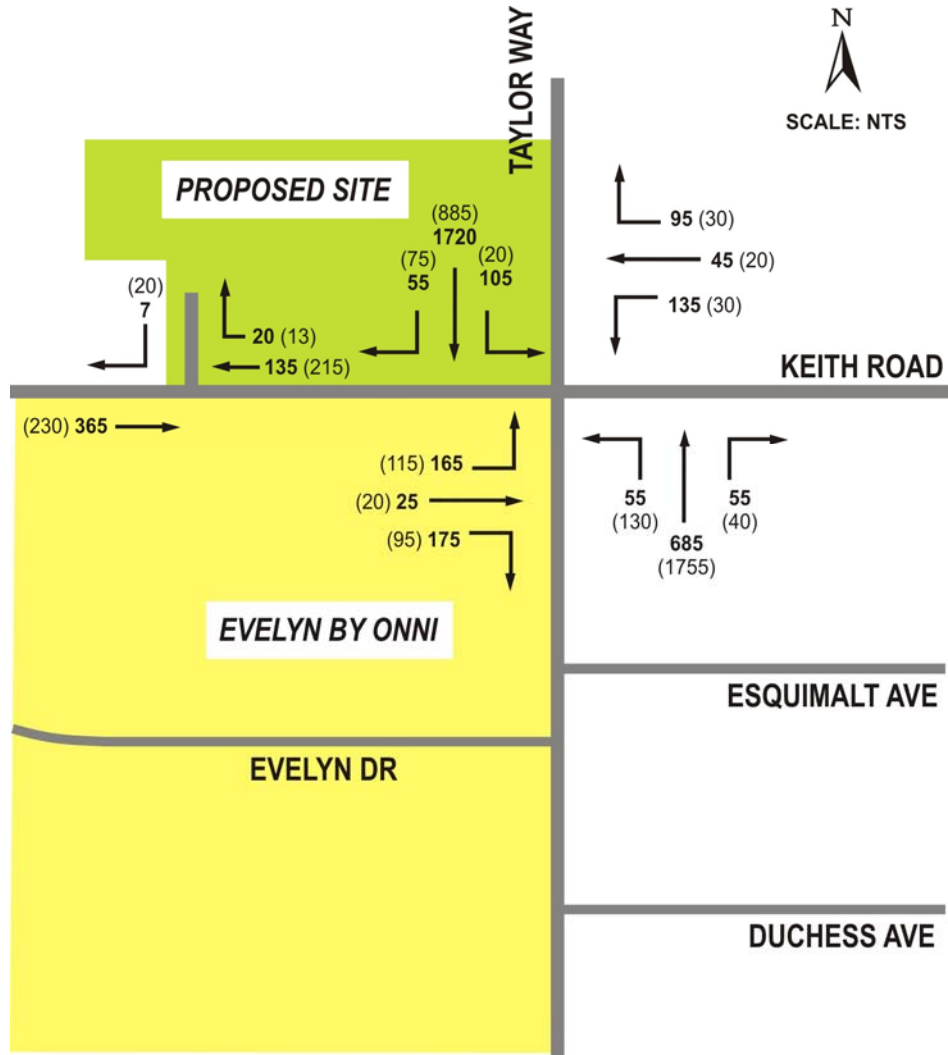 N
SCALE: NTS
TAYLOR WAY
PROPOSED SITE
(885)
1720
(75)
55
(20)
105
95 (30)
45 (20)
135 (30)
(20)
7
20 (13)
135 (215)
KEITH ROAD
(230) 365
(115) 165
(20) 25
(95) 175
55
(130)
685
(1755)
55
(40)
EVELYN BY ONNI
ESQUIMALT AVE
EVELYN DR
DUCHESS AVE